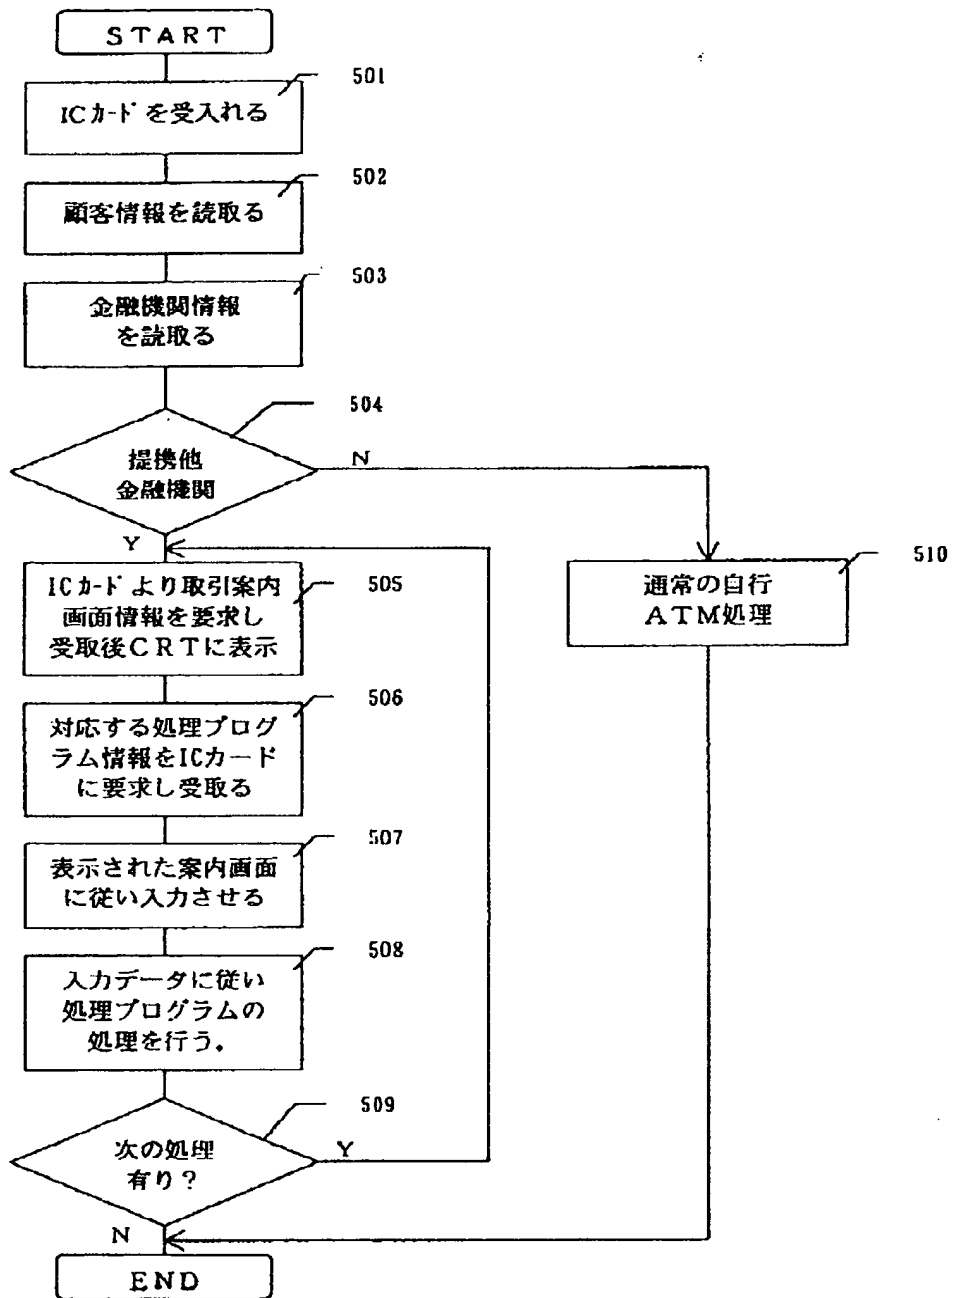 START
501
ICカードを受入れる
502
顧客情報を読取る
503
金融機関情報
を読取る
504
提携他
金融機関
N
Y
505
ICカードより取引案内
画面情報を要求し
受取後CRTに表示
510
通常の自行
ATM処理
506
対応する処理プログ
ラム情報をICカード
に要求し受取る
507
表示された案内画面
に従い入力させる
508
入力データに従い
処理プログラムの
処理を行う.
509
次の処理
有り?
Y
N
END